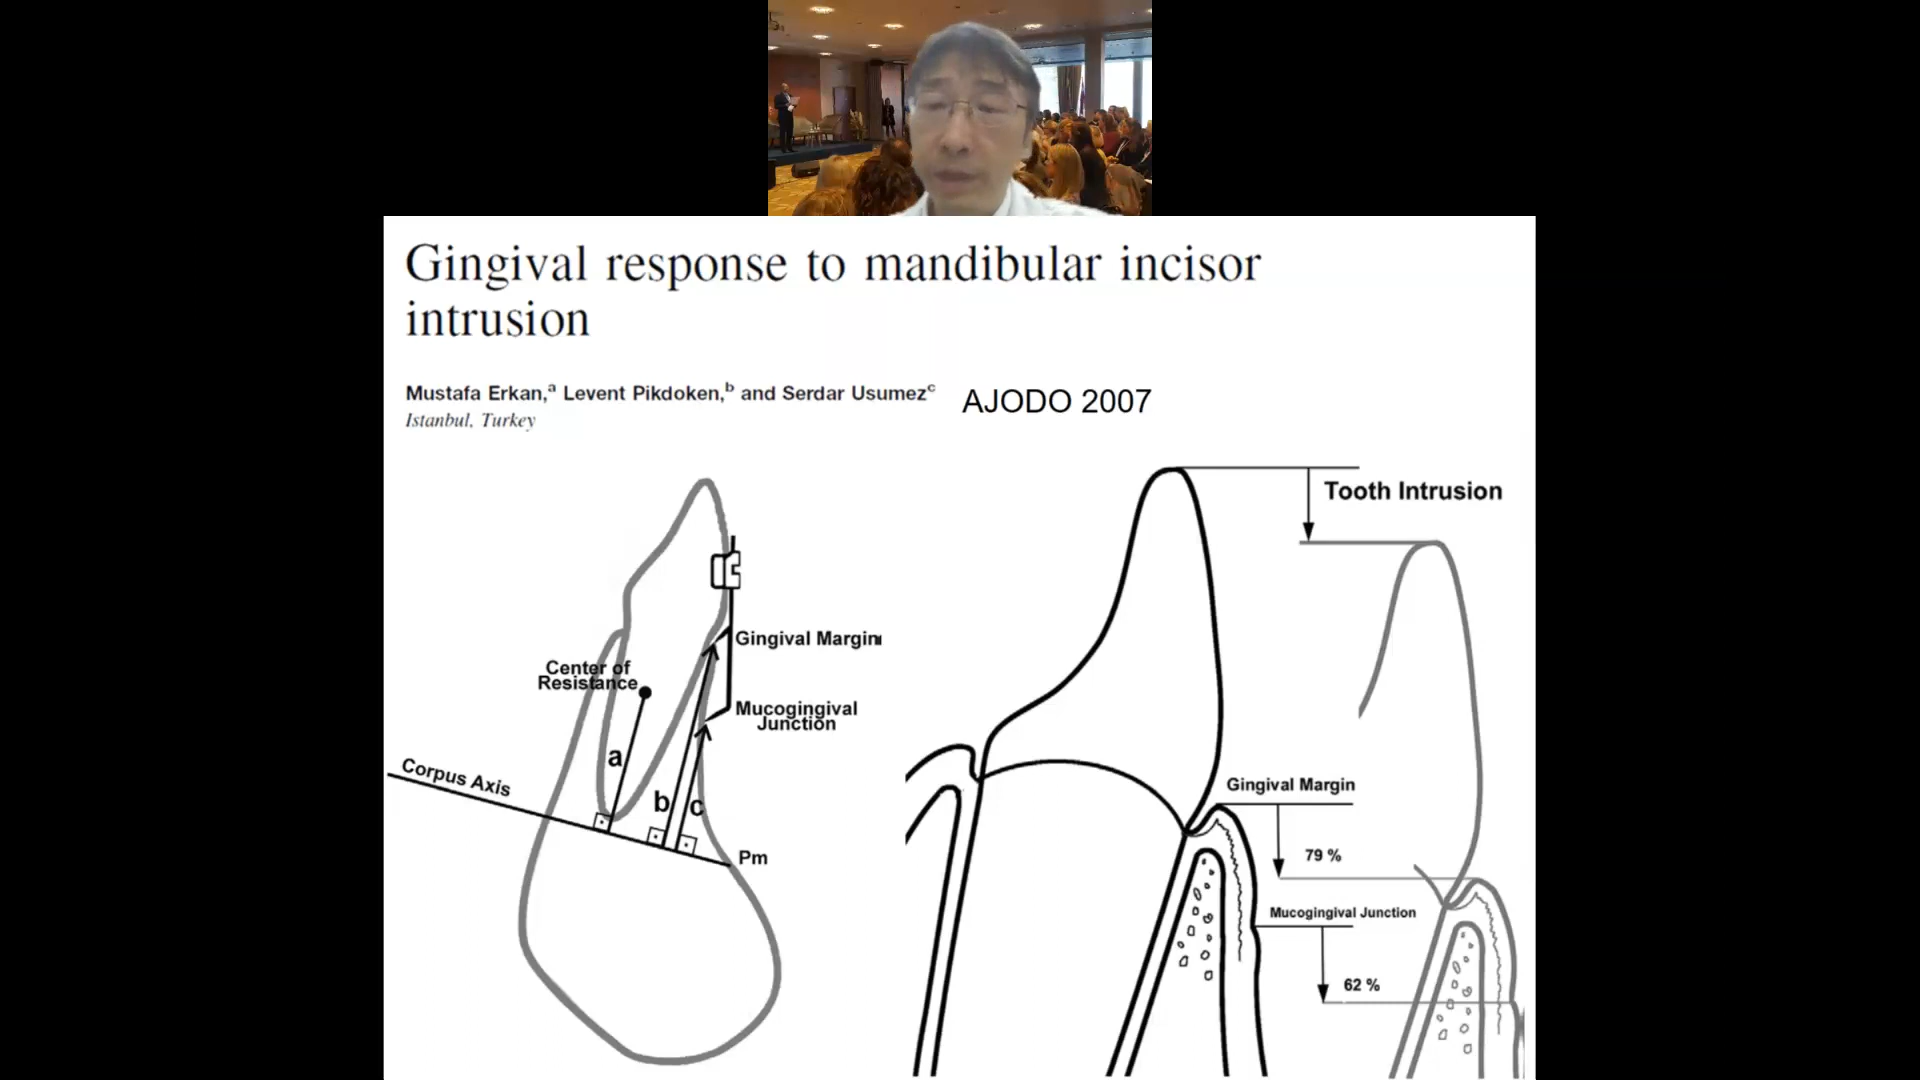 Gingival response to mandibular incisor
intrusion
Mustafa Erkan,a Levent Pikdoken,b and Serdar Usumezc
AJODO 2007
Istanbul, Turkey
Gingival Margin
Center of
Resistance
Mucogingival
Junction
a
b
c
Corpus Axis
Pm
Tooth Intrusion
Gingival Margin
79 %
Mucogingival Junction
62 %